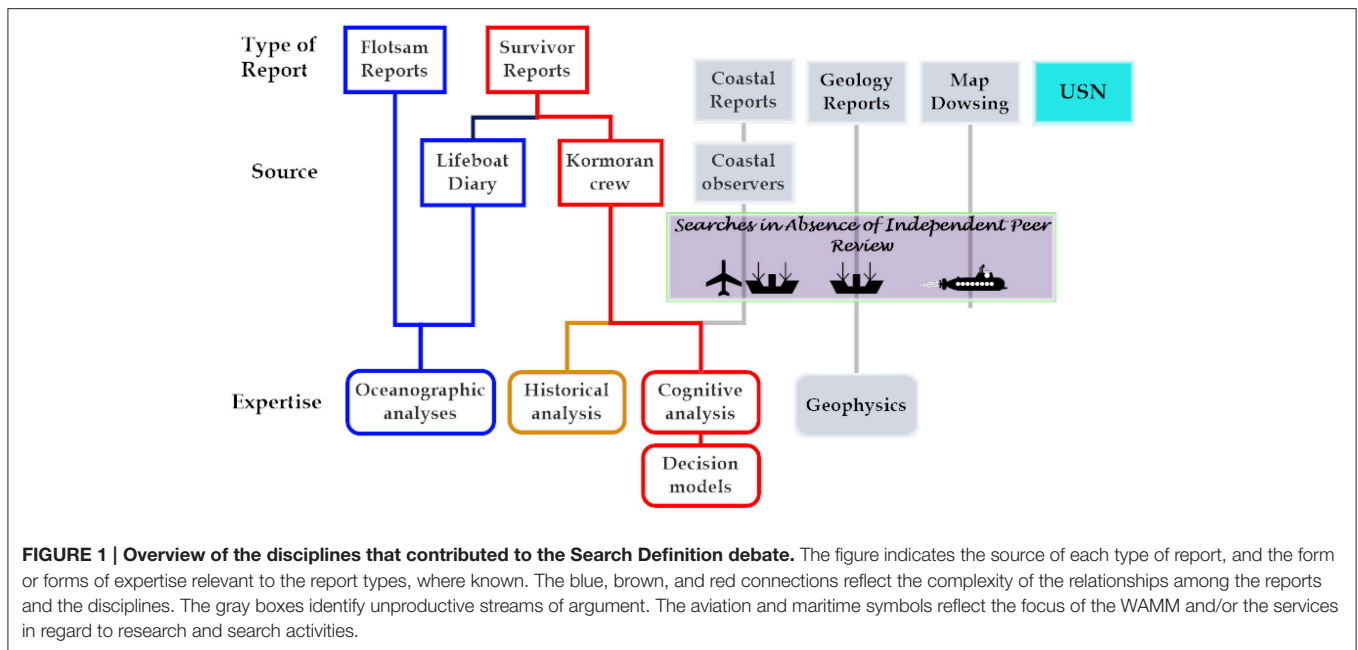 Type of
Report
Flotsam
Reports
Survivor
Reports
Coastal
Reports
Geology
Reports
Map
Dowsing
USN
Source
Lifeboat
Diary
Kormoran
crew
Coastal
observers
Searches in Absence of Independent Peer
Review
Expertise
Oceanographic
analyses
Historical
analysis
Cognitive
analysis
Geophysics
Decision
models
FIGURE 1 | Overview of the disciplines that contributed to the Search Definition debate. The figure indicates the source of each type of report, and the form
or forms of expertise relevant to the report types, where known. The blue, brown, and red connections reflect the complexity of the relationships among the reports
and the disciplines. The gray boxes identify unproductive streams of argument. The aviation and maritime symbols reflect the focus of the WAMM and/or the services
in regard to research and search activities.